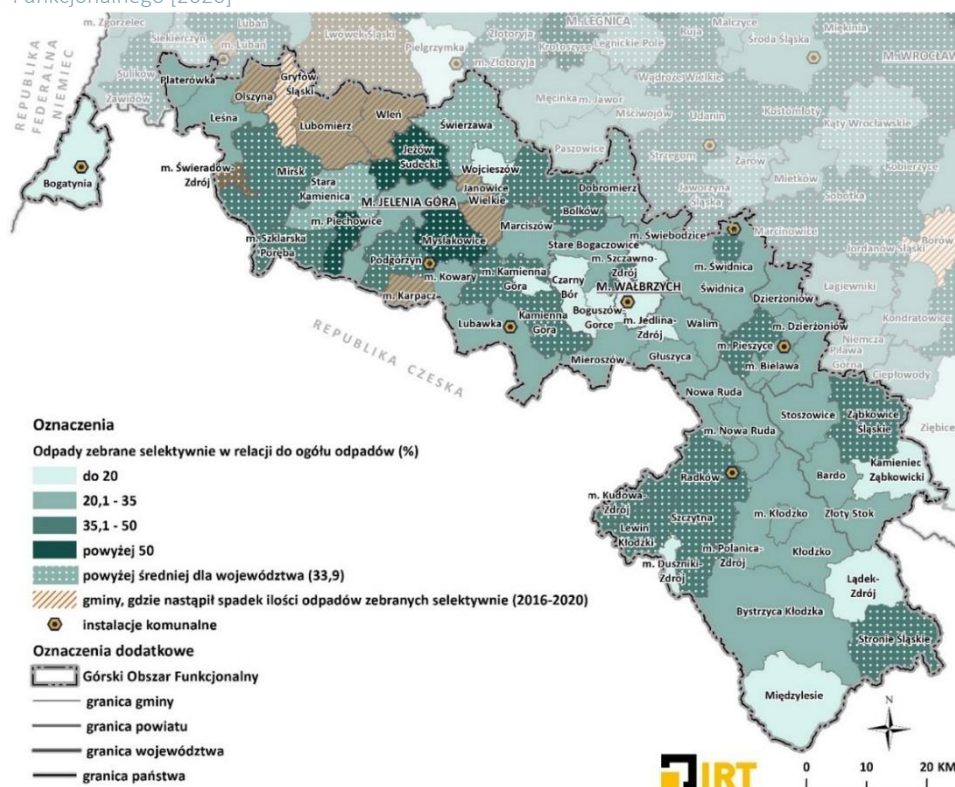 Funkcjonalnego [2020]
m. Zgorzelec
Lubań
Siekierczyn
m. Lubań
Lwówek Śląski
Pielgrzymka
Złotoryja
m. Złotoryja
M. LEGNICA
Krotoszyce
Legnickie Pole
Ruja
Malczyce
Środa Śląska
Miękinia
M. WROCŁAW
REPUBLIKA
FEDERALNA
NIEMIEC
Sulików
Zawidów
Platerówka
Olszyna
Gryfów
Śląski
Leśna
Lubomierz
Wleń
Świerzawa
Męcinka
m. Jawor
Wądroże Wielkie
Mściwojów
Udanin
Kostomłoty
Kąty Wrocławskie
Paszowice
Strzegom
Żarów
Mietków
Kobierzyce
Bogatynia
m. Świeradów-
Zdrój
Mirsk
Stara
Kamienica
Jeżów
Sudecki
Wojcieszów
Janowice
Wielkie
Dobromierz
Bolków
Jaworzyna
Śląska
Sobótka
Marcinowice
Jordanów Śląski
Borów
M. JELENIA GÓRA
m. Piechowice
m. Szklarska
Poręba
Mysłakowice
Podgórzyn
Marciszów
Stare Bogaczowice
m. Świebodzice
m. Szczawno-
Zdrój
m. Świdnica
Świdnica
Łagiewniki
m. Kowary
m. Karpacz
m. Kamienna
Góra
Czarny
Bór
M. WAŁBRZYCH
Boguszów
Gorce
m. Jedlina-
Zdrój
Dzierżoniów
m. Dzierżoniów
Kondratowice
Niemcza
Piława
Górna
Ciepłowody
Lubawka
Kamienna
Góra
Walim
m. Pieszyce
m. Bielawa
Mieroszów
Głuszyca
REPUBLIKA CZESKA
Nowa Ruda
m. Nowa Ruda
Stoszowice
Ząbkowice
Śląskie
Ziębice
Kamieniec
Ząbkowicki
Radków
Bardo
m. Kudowa-
Zdrój
Szczytna
Lewin
Kłodzki
m. Kłodzko
Złoty Stok
m. Duszniki-
Zdrój
m. Polanica-
Zdrój
Kłodzko
Lądek-
Zdrój
Bystrzyca Kłodzka
Stronie Śląskie
Międzylesie
Oznaczenia
Odpady zebrane selektywnie w relacji do ogółu odpadów (%)
do 20
20,1 - 35
35,1 - 50
powyżej 50
powyżej średniej dla województwa (33,9)
gminy, gdzie nastąpił spadek ilości odpadów zebranych selektywnie (2016-2020)
instalacje komunalne
Oznaczenia dodatkowe
Górski Obszar Funkcjonalny
granica gminy
granica powiatu
granica województwa
granica państwa
N
IRT
0 10 20 KM